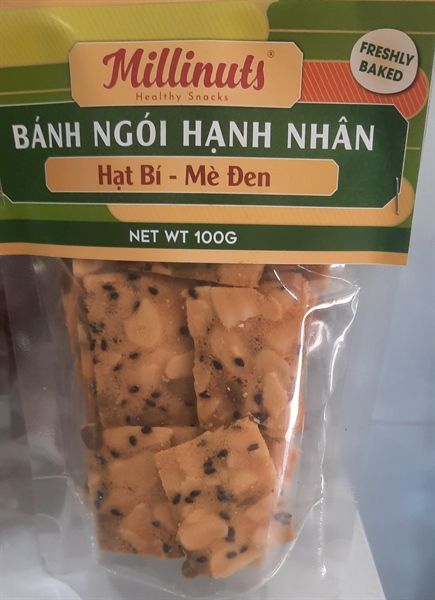 Millinuts®
Healthy Snacks
FRESHLY
BAKED
BÁNH NGÓI HẠNH NHÂN
Hạt Bí - Mè Đen
NET WT 100G